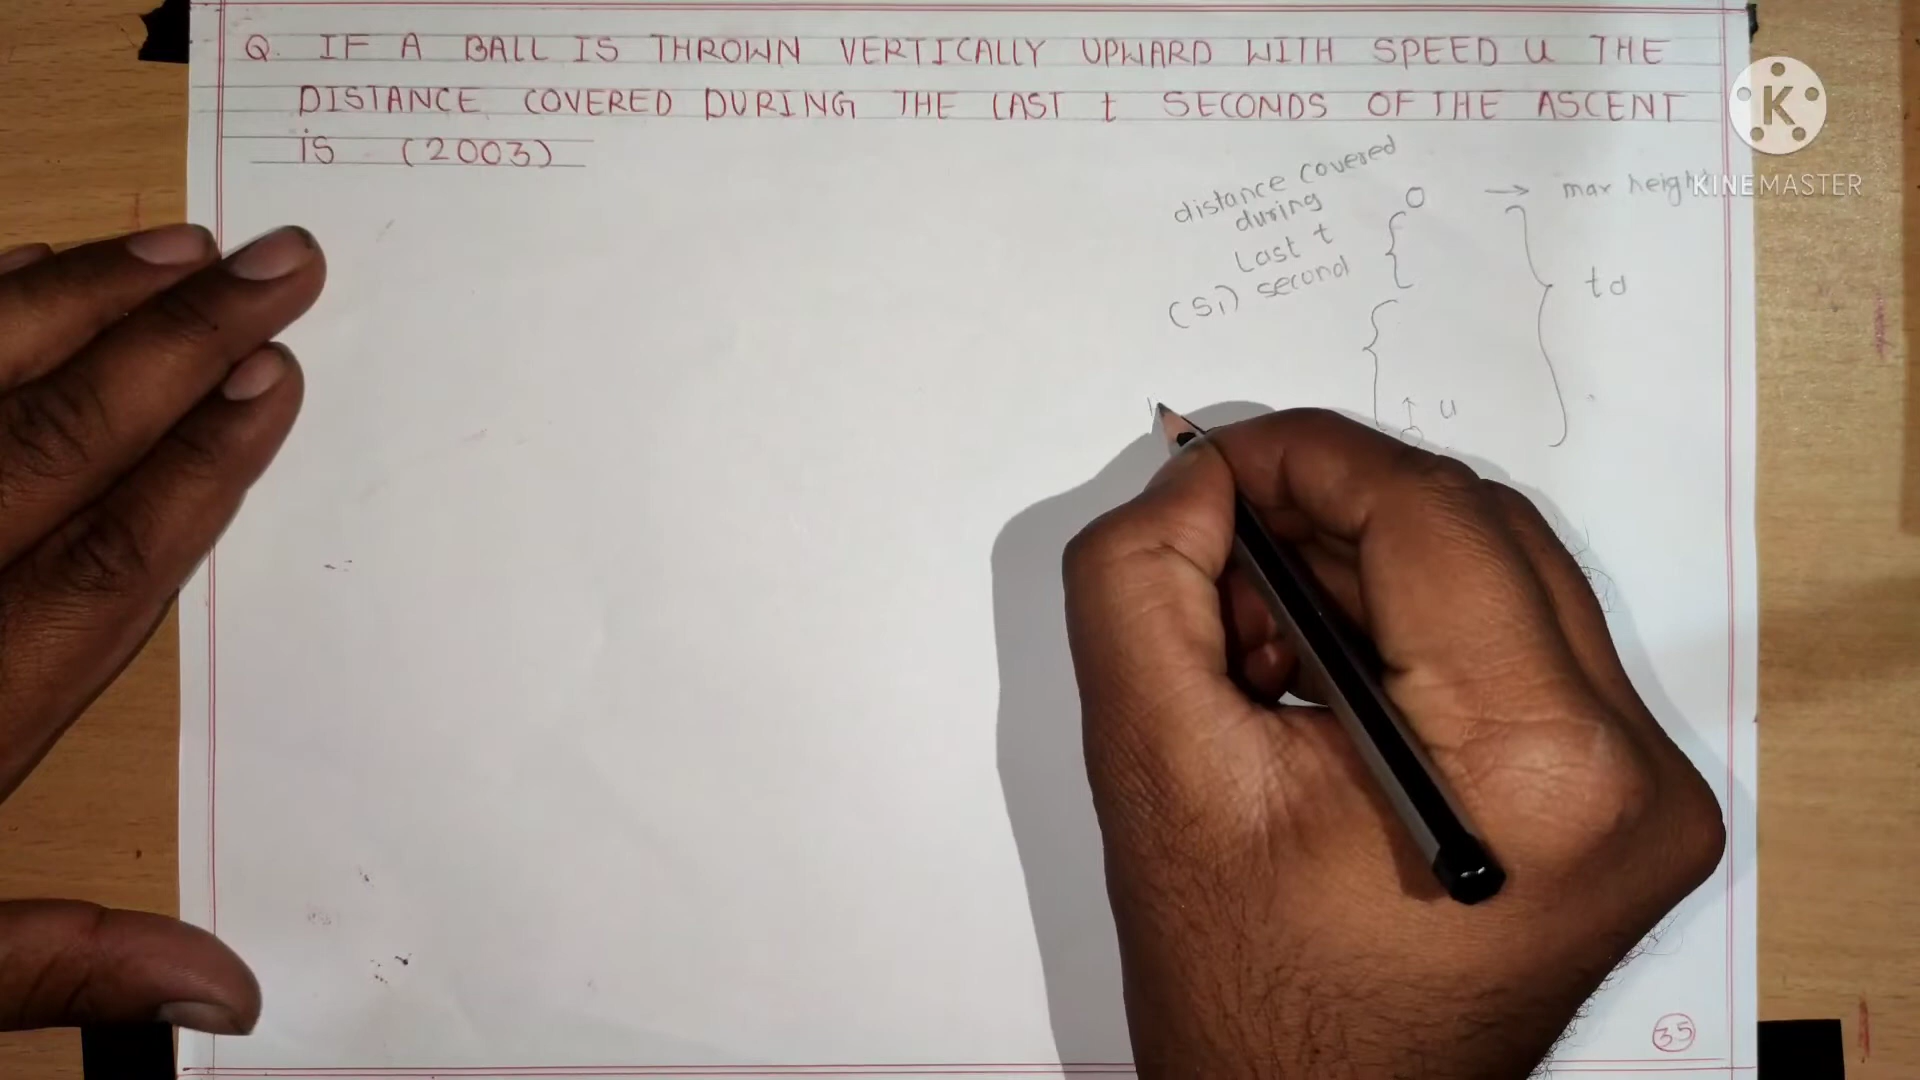 Q. IF A BALL IS THROWN VERTICALLY UPWARD WITH SPEED u THE
DISTANCE COVERED DURING THE LAST t SECONDS OF THE ASCENT
is (2003)
K
KINEMASTER
distance covered
during
Last t
(S1) second
0 → max height
td
↑ u
35